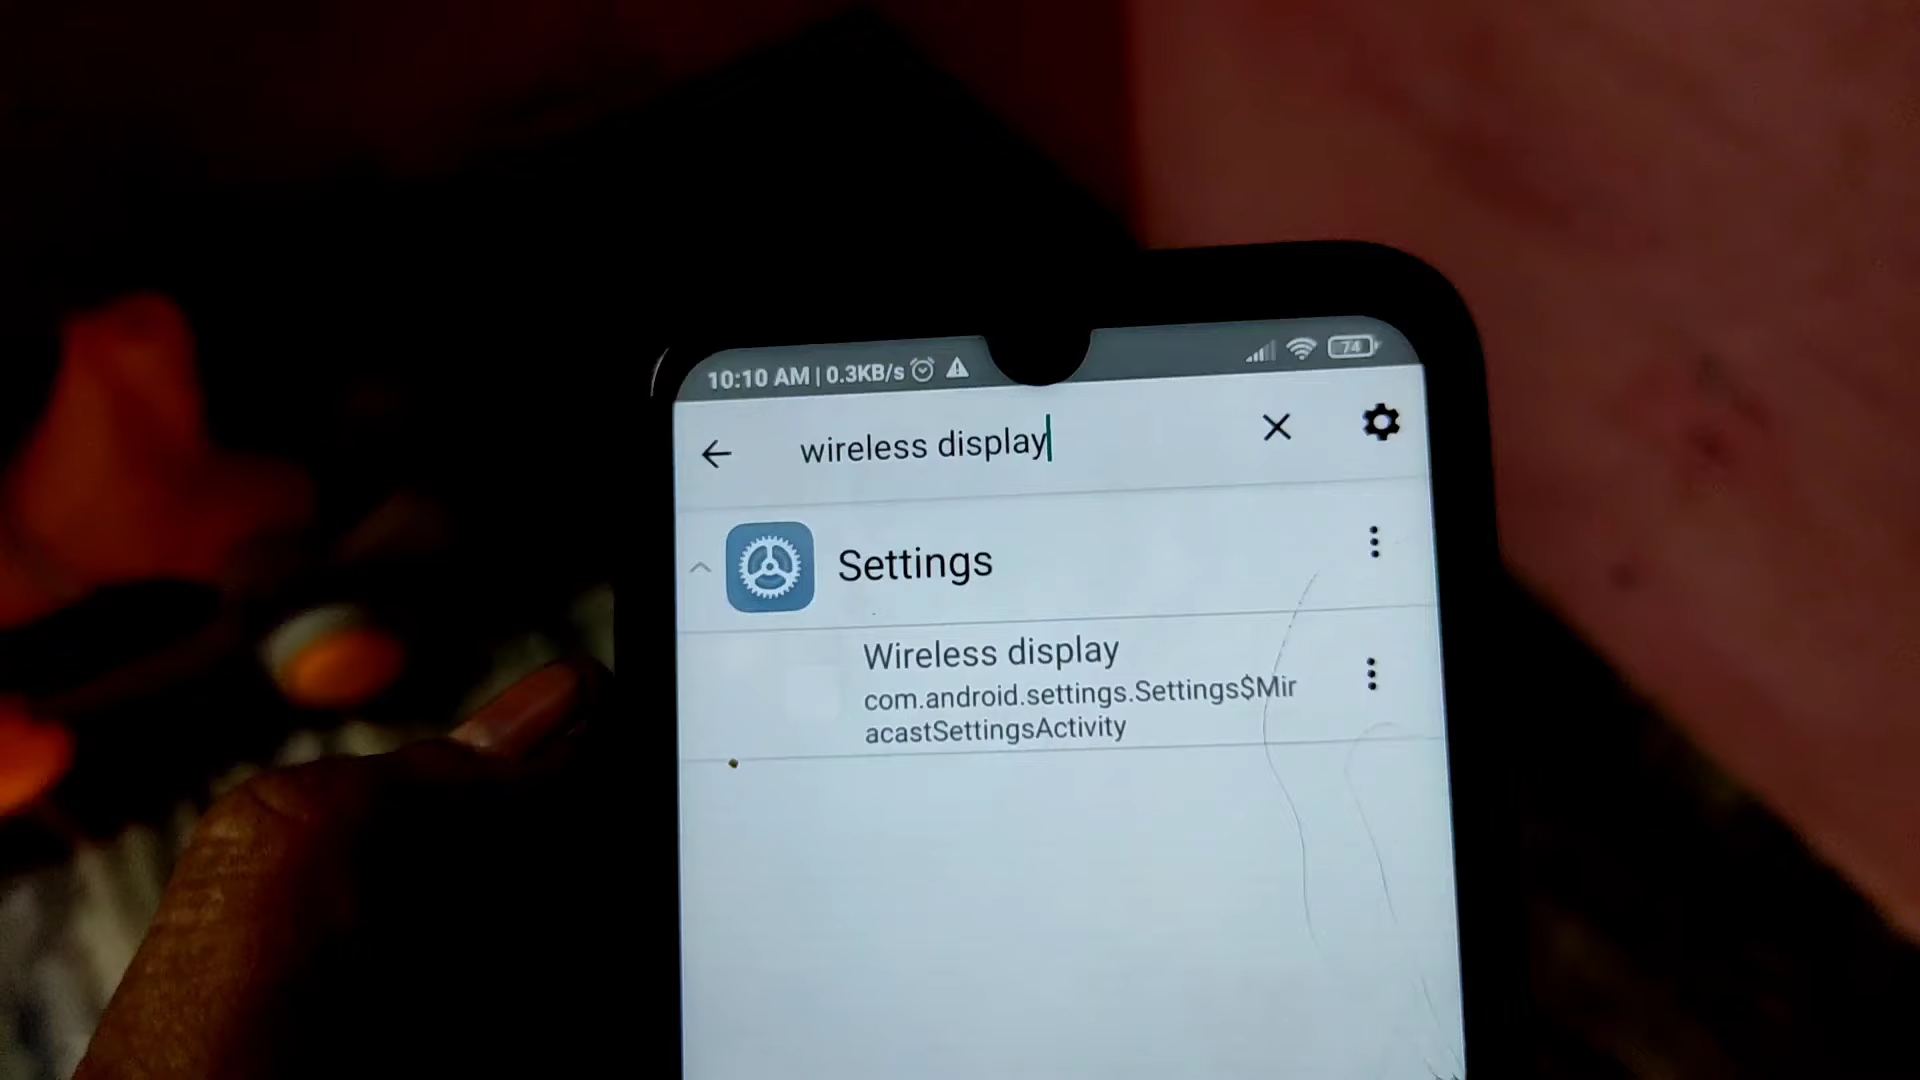 10:10 AM | 0.3KB/s 74
wireless display
Settings
Wireless display
com.android.settings.Settings$Mir
acastSettingsActivity